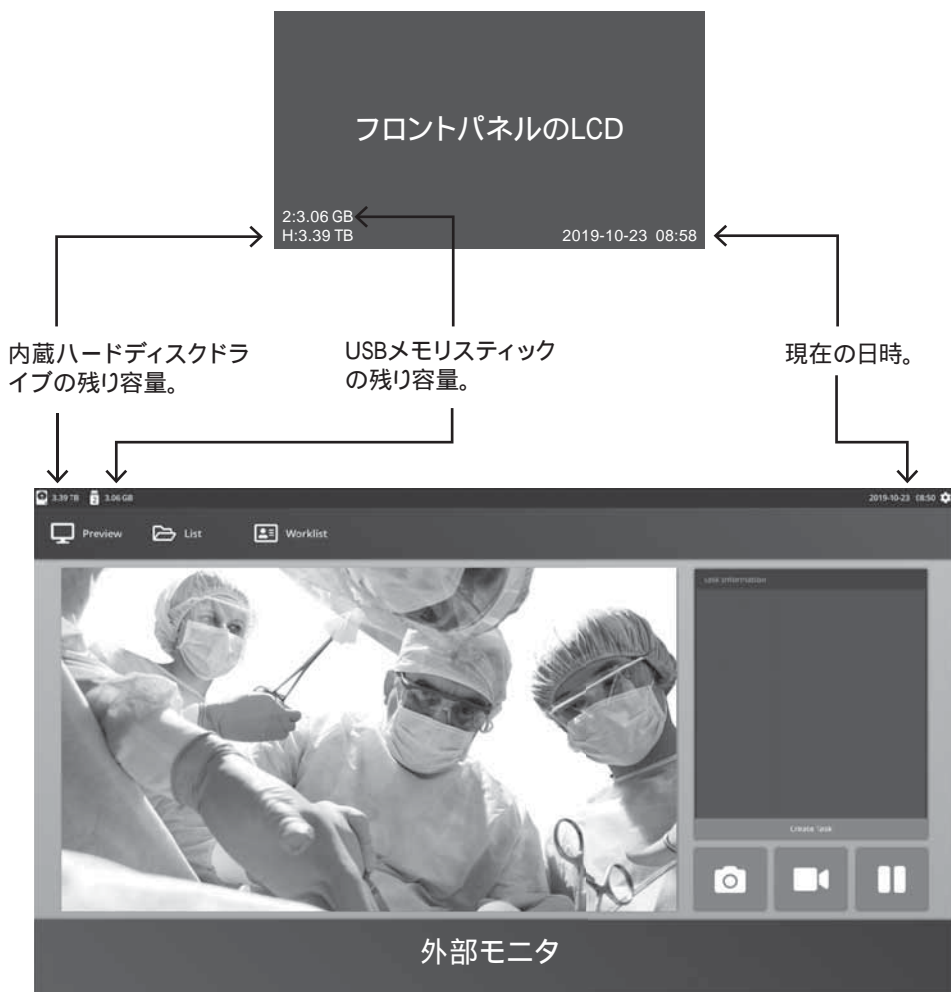 フロントパネルのLCD
2:3.06 GB
H:3.39 TB
2019-10-23 08:58
内蔵ハードディスクドラ
イブの残り容量。
USBメモリスティック
の残り容量。
現在の日時。
3.39 TB
2
3.06 GB
2019-10-23 08:50
Preview
List
Worklist
Task Information
Create Task
外部モニタ